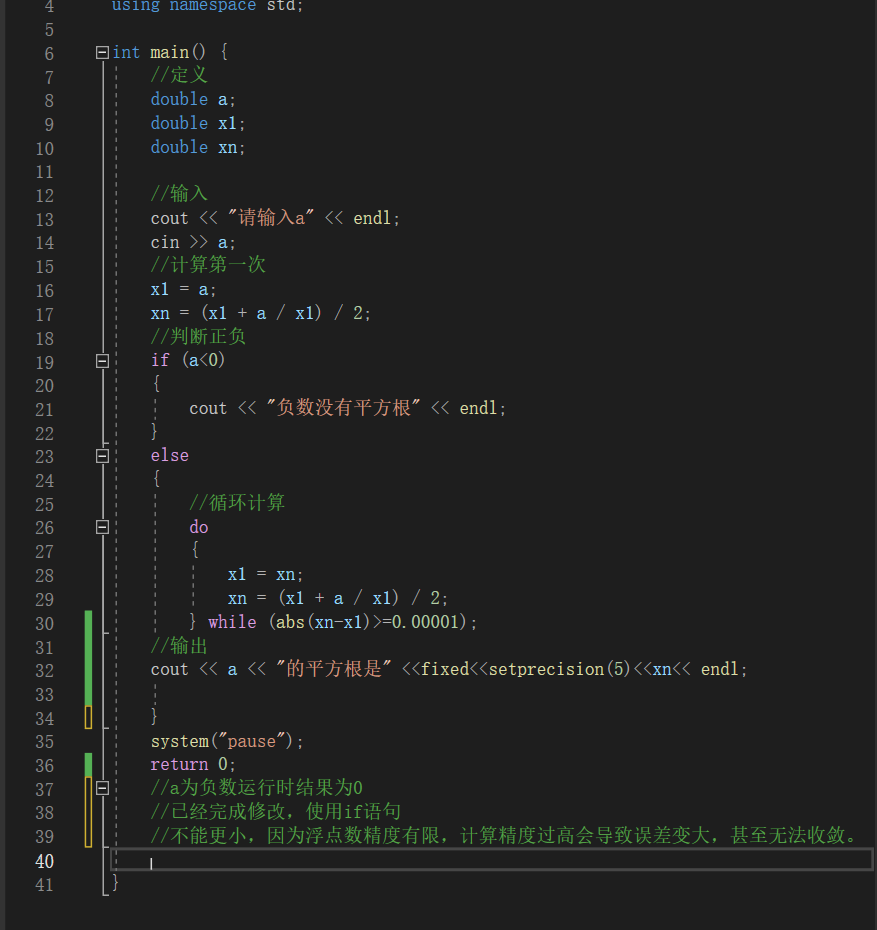 4 using namespace std;
5
6 int main() {
7 //定义
8 double a;
9 double x1;
10 double xn;
11
12 //输入
13 cout << "请输入a" << endl;
14 cin >> a;
15 //计算第一次
16 x1 = a;
17 xn = (x1 + a / x1) / 2;
18 //判断正负
19 if (a<0)
20 {
21 cout << "负数没有平方根" << endl;
22 }
23 else
24 {
25 //循环计算
26 do
27 {
28 x1 = xn;
29 xn = (x1 + a / x1) / 2;
30 } while (abs(xn-x1)>=0.00001);
31 //输出
32 cout << a << "的平方根是" <<fixed<<setprecision(5)<<xn<< endl;
33
34 }
35 system("pause");
36 return 0;
37 //a为负数运行时结果为0
38 //已经完成修改，使用if语句
39 //不能更小，因为浮点数精度有限，计算精度过高会导致误差变大，甚至无法收敛。
40
41 }